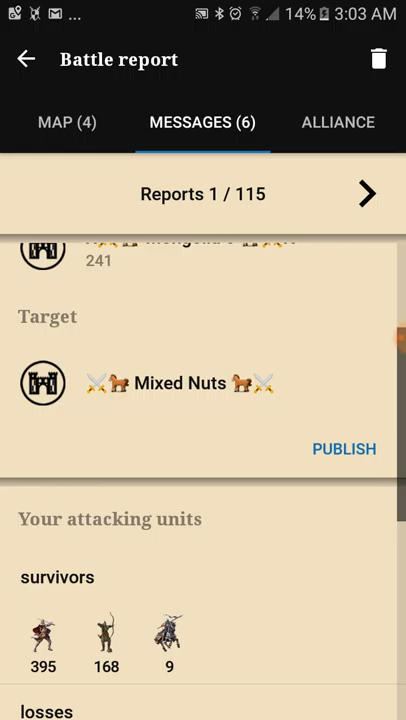 ... 14% 3:03 AM
Battle report
MAP (4) MESSAGES (6) ALLIANCE
Reports 1 / 115
241
Target
⚔️🐎 Mixed Nuts 🐎⚔️
PUBLISH
Your attacking units
survivors
395 168 9
losses